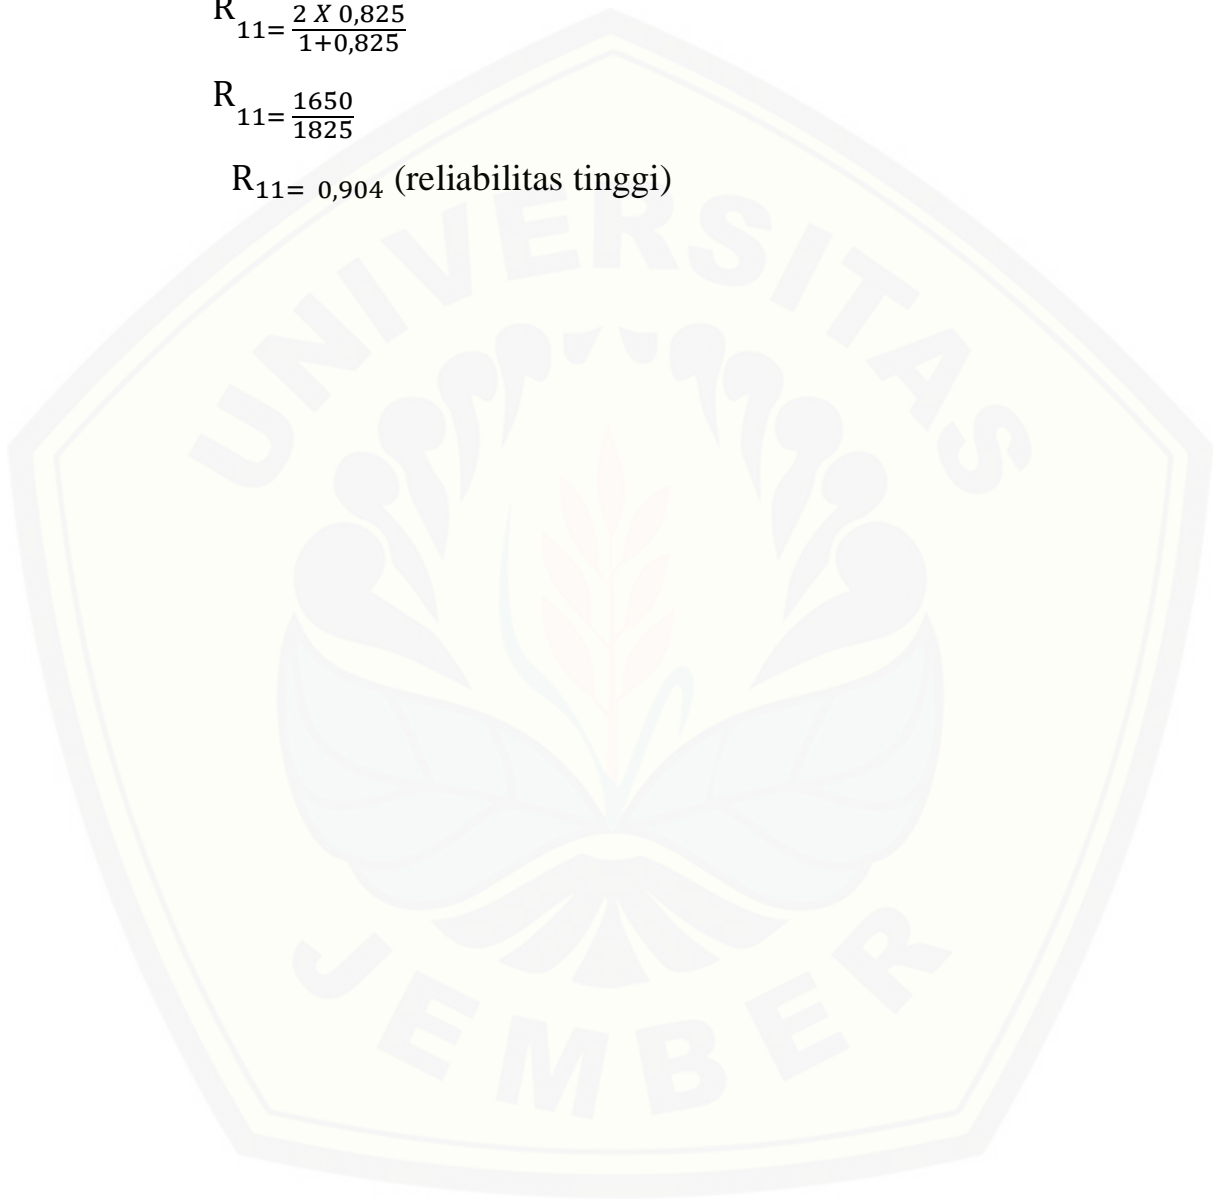 R11= 2 X 0,825 / 1+0,825
R11= 1650 / 1825
R11= 0,904 (reliabilitas tinggi)
UNIVERSITAS
JEMBER